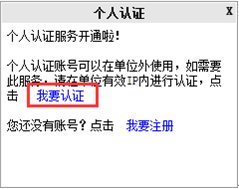 个人认证 X
个人认证服务开通啦！
个人认证账号可以在单位外使用，如需要
此服务，请在单位有效IP内进行认证，点
击 我要认证
您还没有账号？点击 我要注册